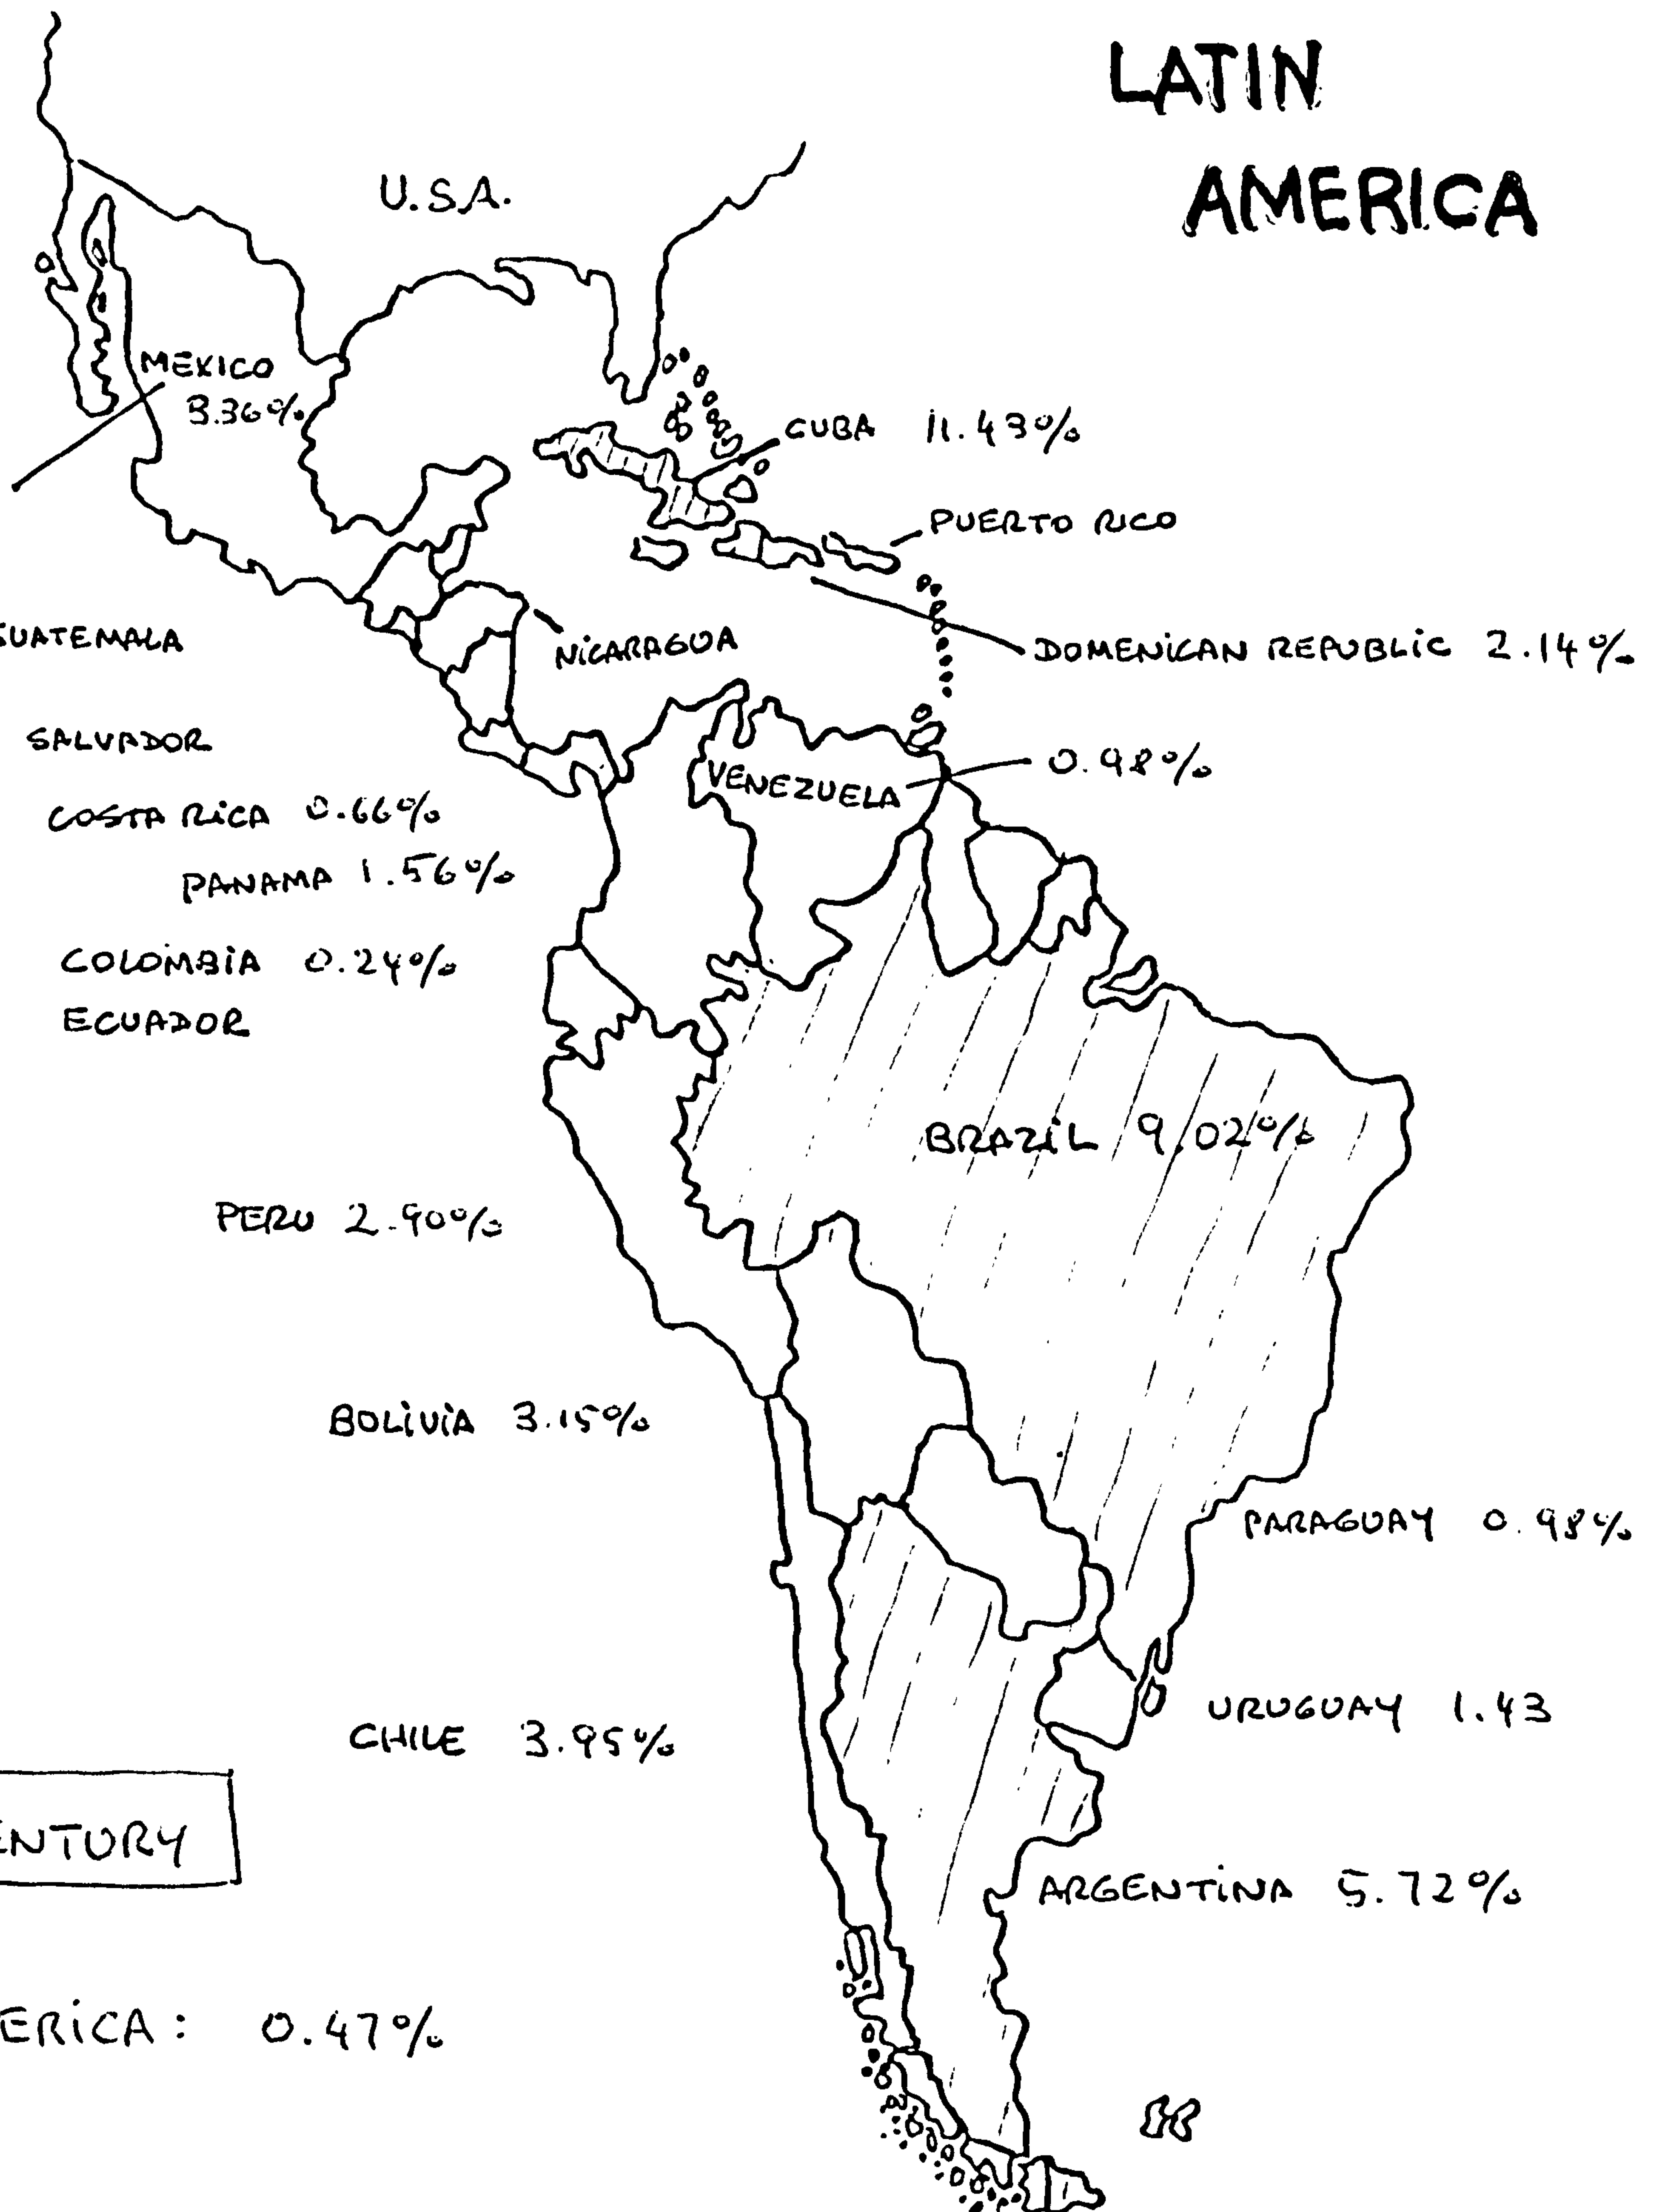 LATIN
AMERICA
U.S.A.
MEXICO
3.36%
CUBA 11.43%
PUERTO RICO
GUATEMALA
NICARAGUA
DOMENICAN REPUBLIC 2.14%
SALVADOR
VENEZUELA 0.98%
COSTA RICA 0.66%
PANAMA 1.56%
COLOMBIA 0.24%
ECUADOR
BRAZIL 9.02%
PERU 2.90%
BOLIVIA 3.15%
PARAGUAY 0.98%
URUGUAY 1.43
CHILE 3.95%
ENTURY
ARGENTINA 5.72%
ERICA: 0.47%